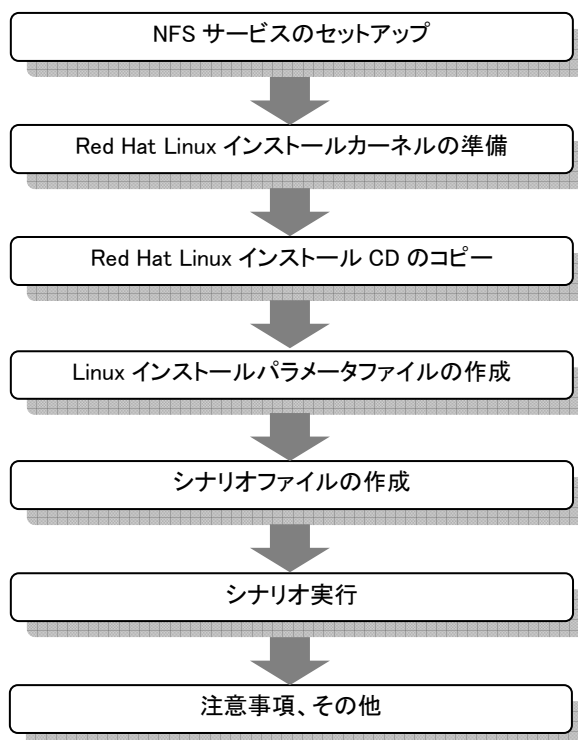 NFS サービスのセットアップ
Red Hat Linux インストールカーネルの準備
Red Hat Linux インストール CD のコピー
Linux インストールパラメータファイルの作成
シナリオファイルの作成
シナリオ実行
注意事項、その他